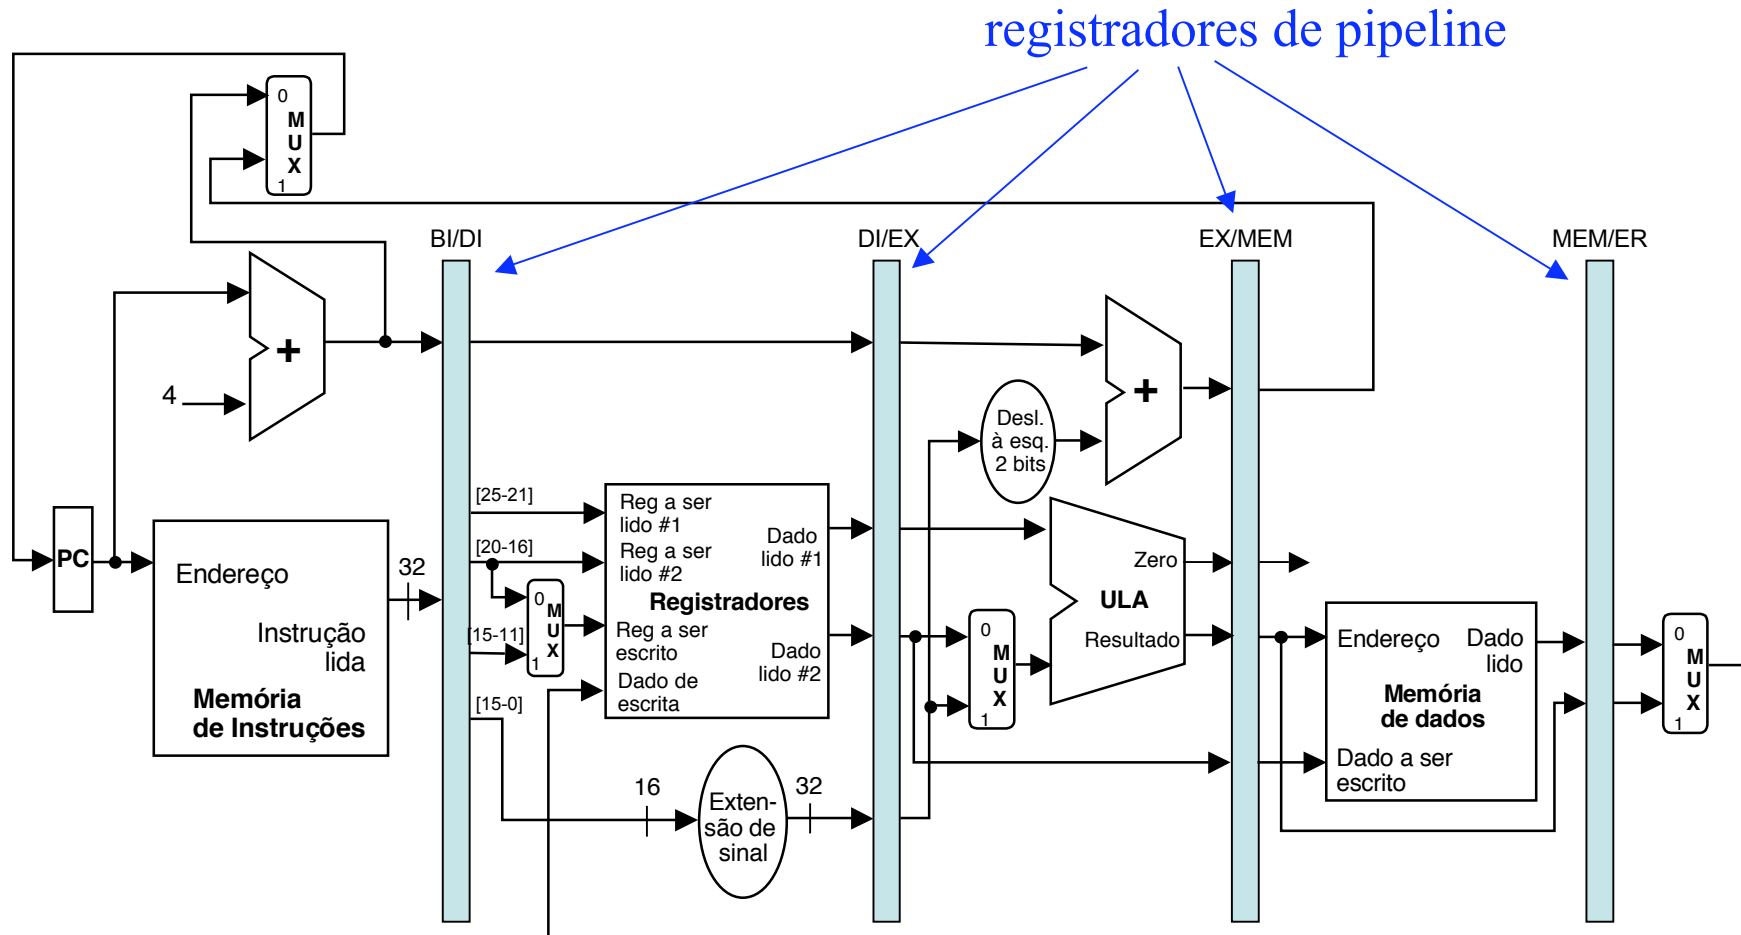 registradores de pipeline
0
M
U
X
1
BI/DI
DI/EX
EX/MEM
MEM/ER
+
4
+
Desl.
à esq.
2 bits
PC
Endereço
Instrução
lida
Memória
de Instruções
32
[25-21]
[20-16]
[15-11]
[15-0]
0
M
U
X
1
Reg a ser
lido #1
Reg a ser
lido #2
Registradores
Reg a ser
escrito
Dado de
escrita
Dado
lido #1
Dado
lido #2
16
Exten-
são de
sinal
32
0
M
U
X
1
Zero
ULA
Resultado
Endereço
Dado
lido
Memória
de dados
Dado a ser
escrito
0
M
U
X
1